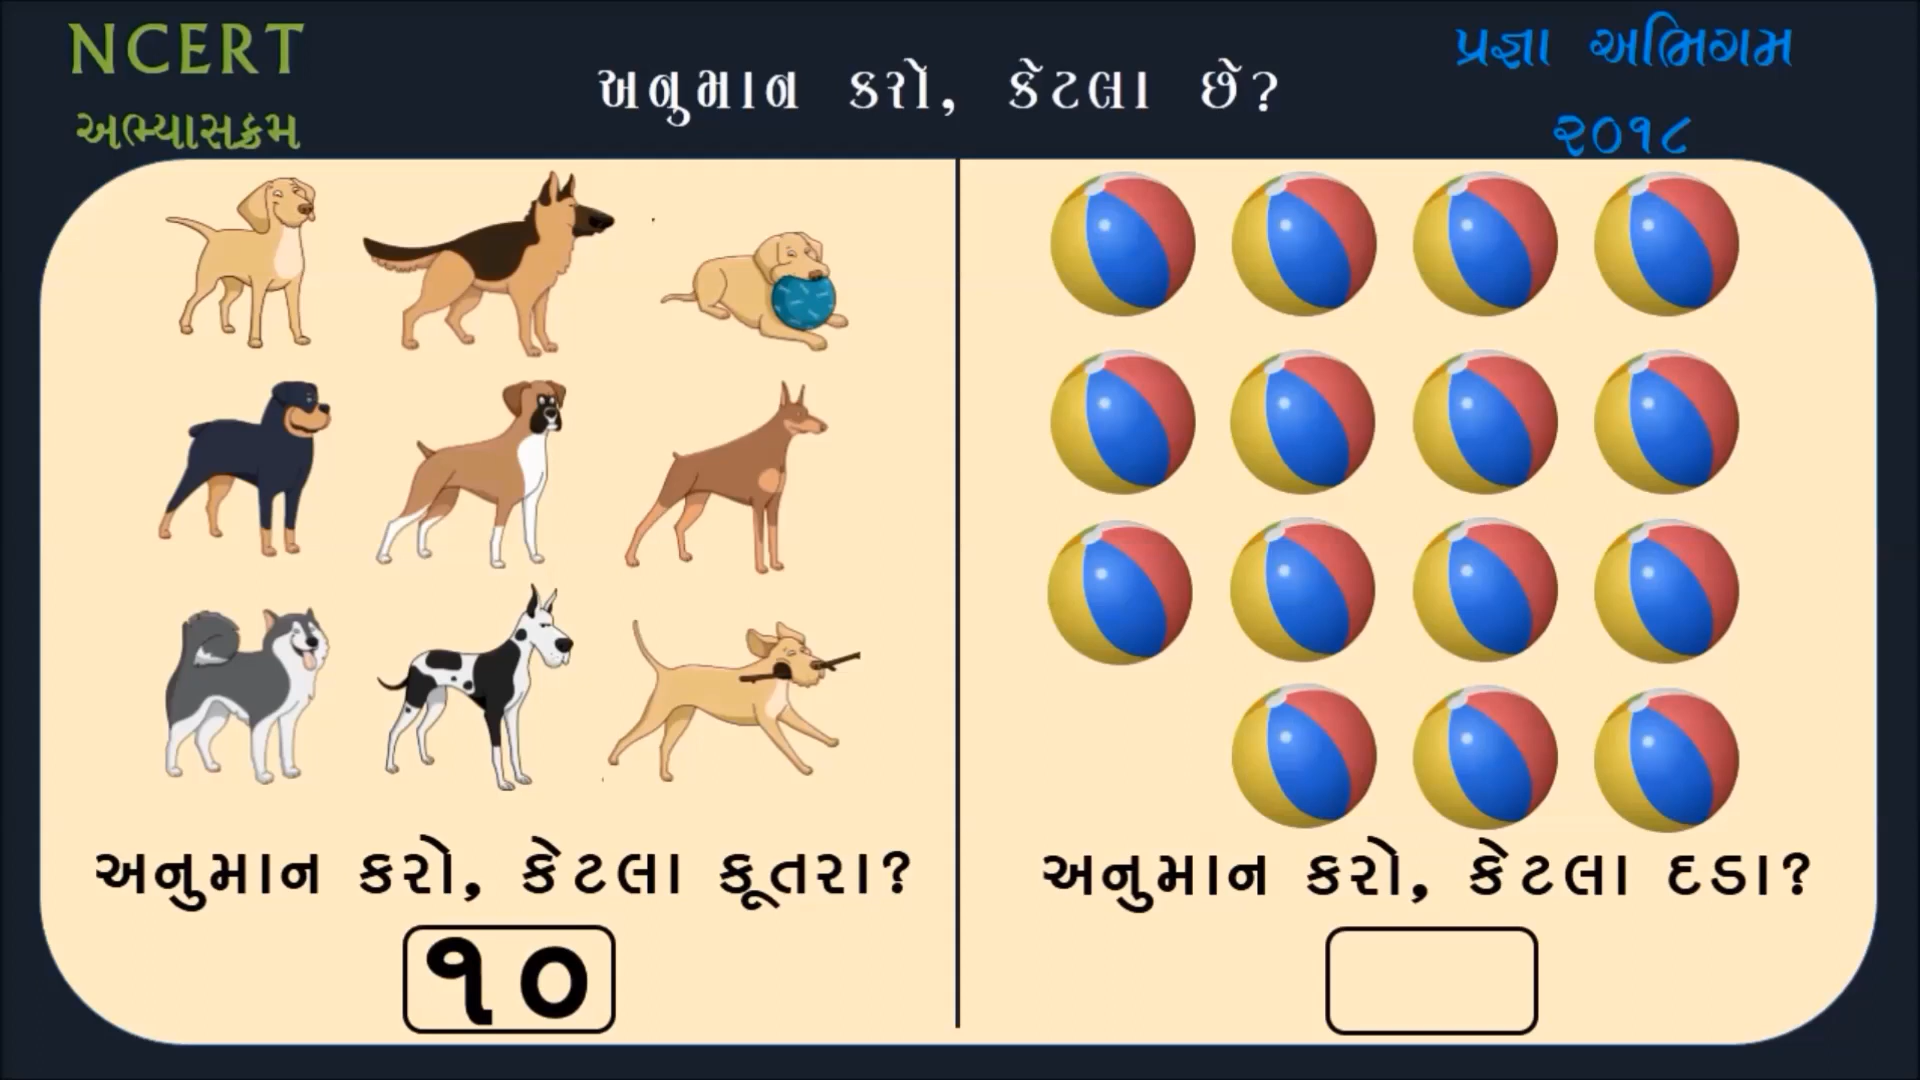 NCERT
અભ્યાસક્રમ
અનુમાન કરો, કેટલા છે?
પ્રજ્ઞા અભિગમ
૨૦૧૮
અનુમાન કરો, કેટલા કૂતરા?
૧૦
અનુમાન કરો, કેટલા દડા?